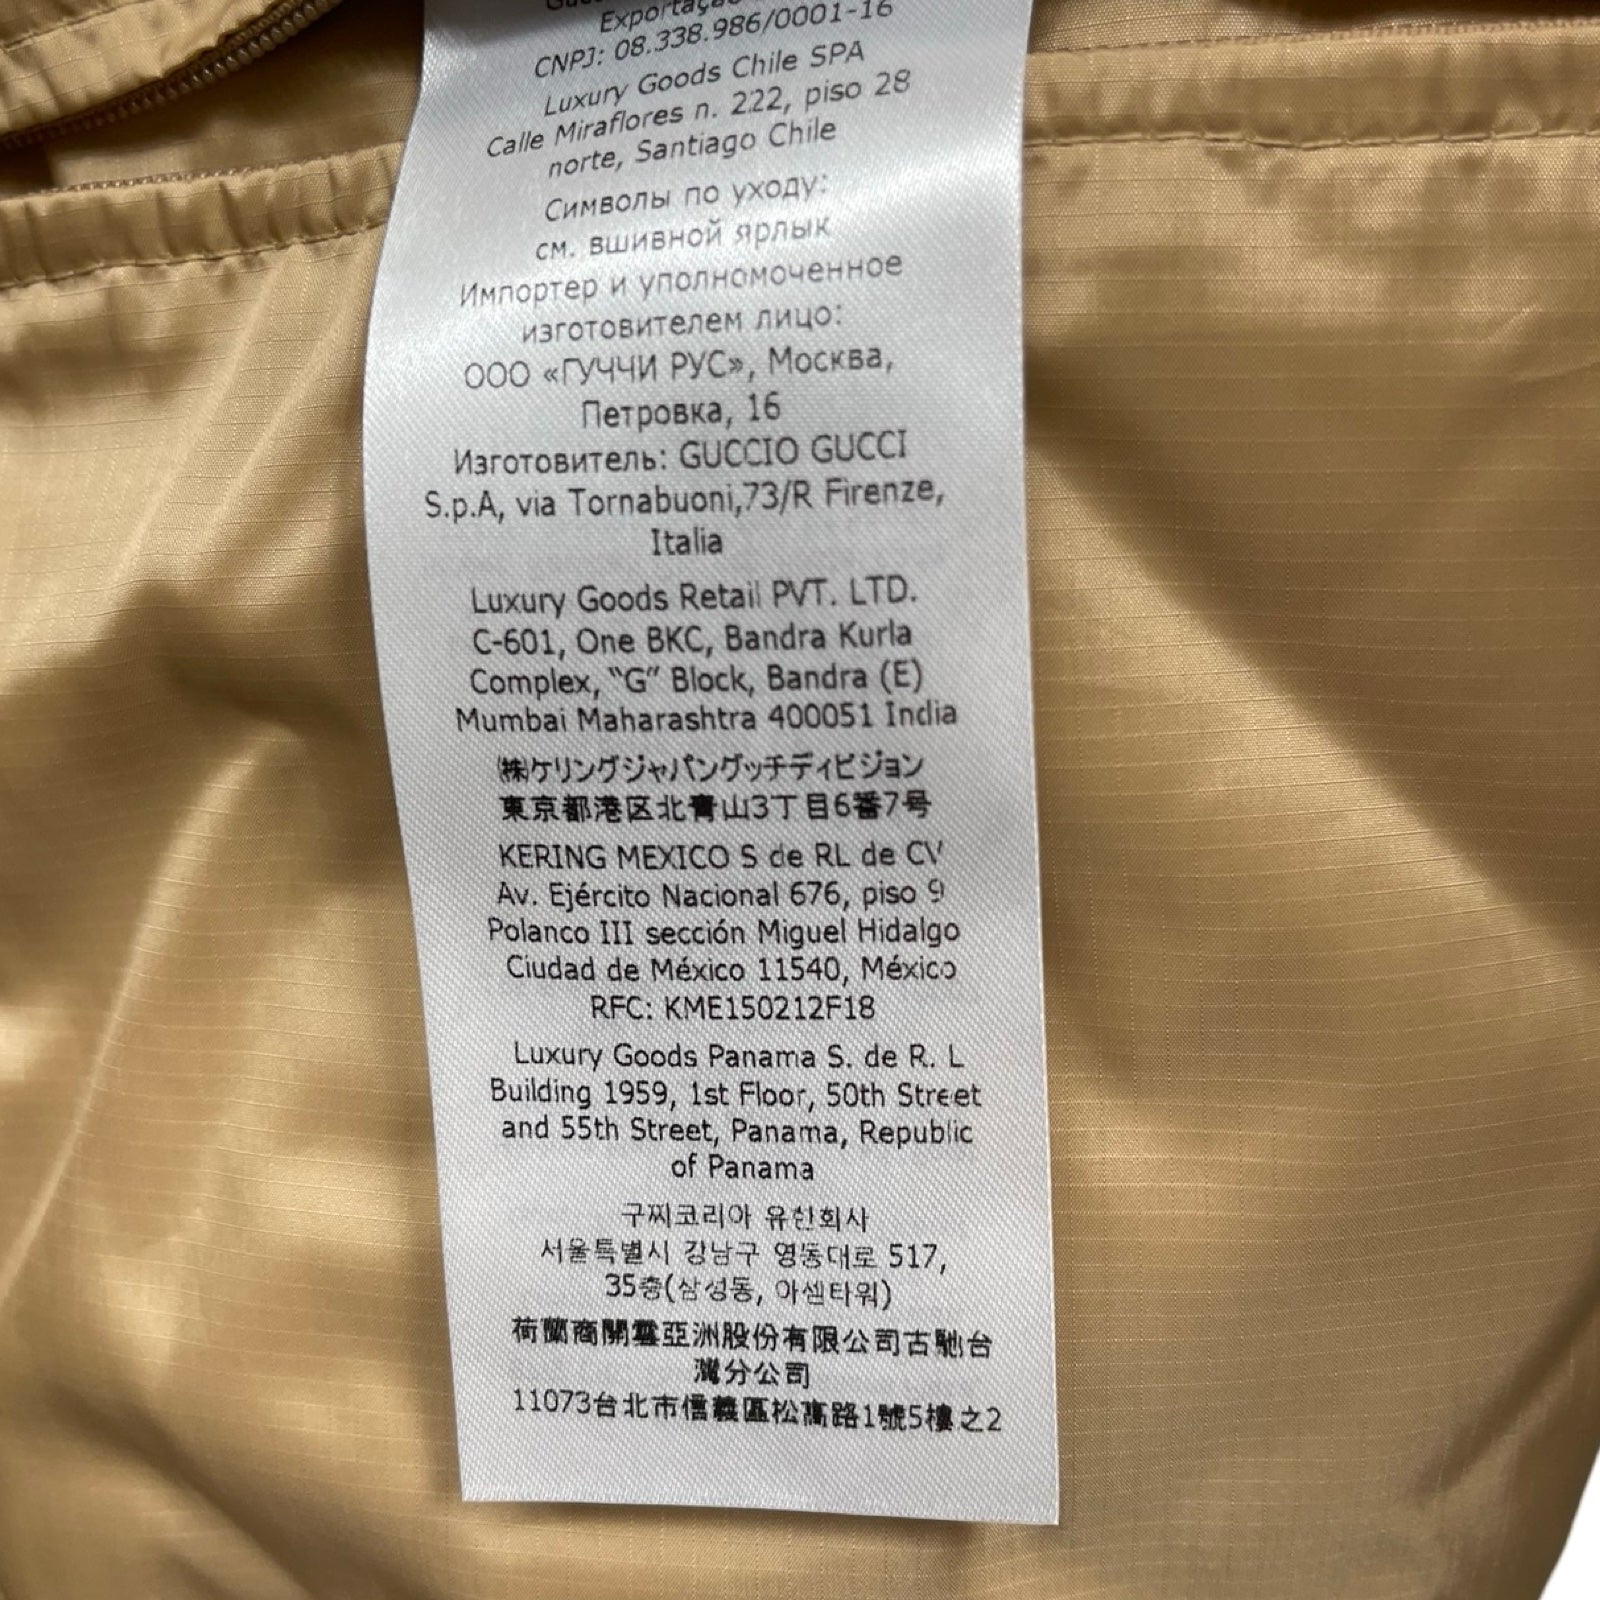 Exportação
CNPJ: 08.338.986/0001-16
Luxury Goods Chile SPA
Calle Miraflores n. 222, piso 28
norte, Santiago Chile
Символы по уходу:
см. вшивной ярлык
Импортер и уполномоченное
изготовителем лицо:
ООО «ГУЧЧИ РУС», Москва,
Петровка, 16
Изготовитель: GUCCIO GUCCI
S.p.A, via Tornabuoni,73/R Firenze,
Italia
Luxury Goods Retail PVT. LTD.
C-601, One BKC, Bandra Kurla
Complex, “G” Block, Bandra (E)
Mumbai Maharashtra 400051 India
㈱ケリングジャパングッチディビジョン
東京都港区北青山3丁目6番7号
KERING MEXICO S de RL de CV
Av. Ejército Nacional 676, piso 9
Polanco III sección Miguel Hidalgo
Ciudad de México 11540, México
RFC: KME150212F18
Luxury Goods Panama S. de R. L
Building 1959, 1st Floor, 50th Street
and 55th Street, Panama, Republic
of Panama
구찌코리아 유한회사
서울특별시 강남구 영동대로 517,
35층(삼성동, 아셈타워)
荷蘭商開雲亞洲股份有限公司古馳台
灣分公司
11073台北市信義區松高路1號5樓之2